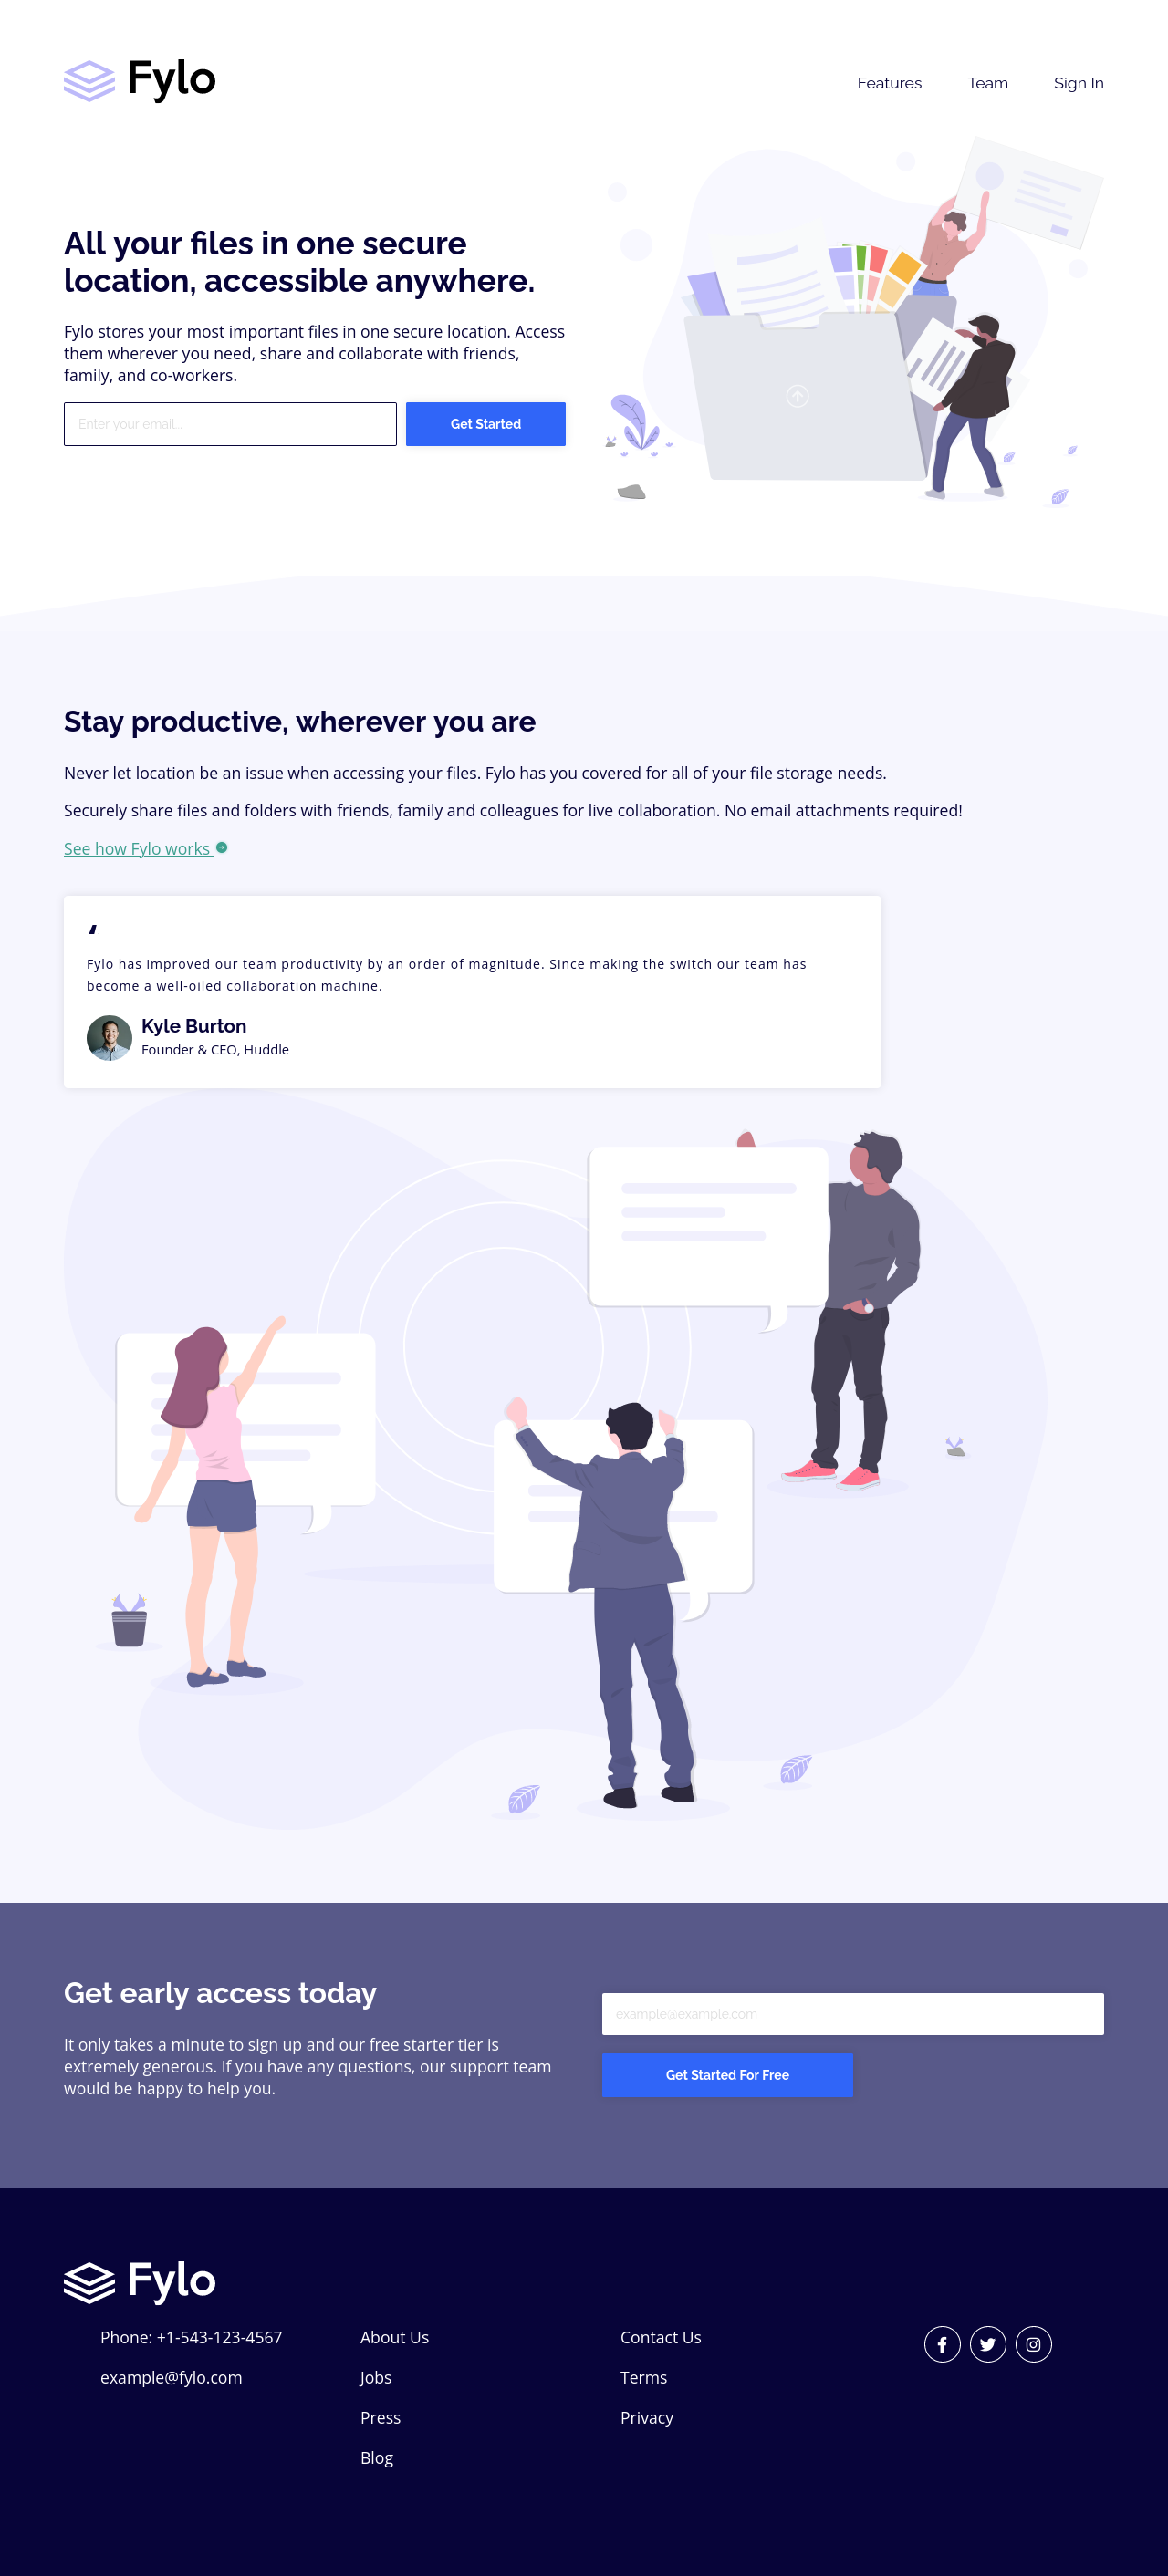 Fylo
Features Team Sign In
All your files in one secure
location, accessible anywhere.
Fylo stores your most important files in one secure location. Access
them wherever you need, share and collaborate with friends,
family, and co-workers.
Enter your email...
Get Started
Stay productive, wherever you are
Never let location be an issue when accessing your files. Fylo has you covered for all of your file storage needs.
Securely share files and folders with friends, family and colleagues for live collaboration. No email attachments required!
See how Fylo works
Fylo has improved our team productivity by an order of magnitude. Since making the switch our team has
become a well-oiled collaboration machine.
Kyle Burton
Founder & CEO, Huddle
Get early access today
It only takes a minute to sign up and our free starter tier is
extremely generous. If you have any questions, our support team
would be happy to help you.
example@example.com
Get Started For Free
Fylo
Phone: +1-543-123-4567
example@fylo.com
About Us
Jobs
Press
Blog
Contact Us
Terms
Privacy